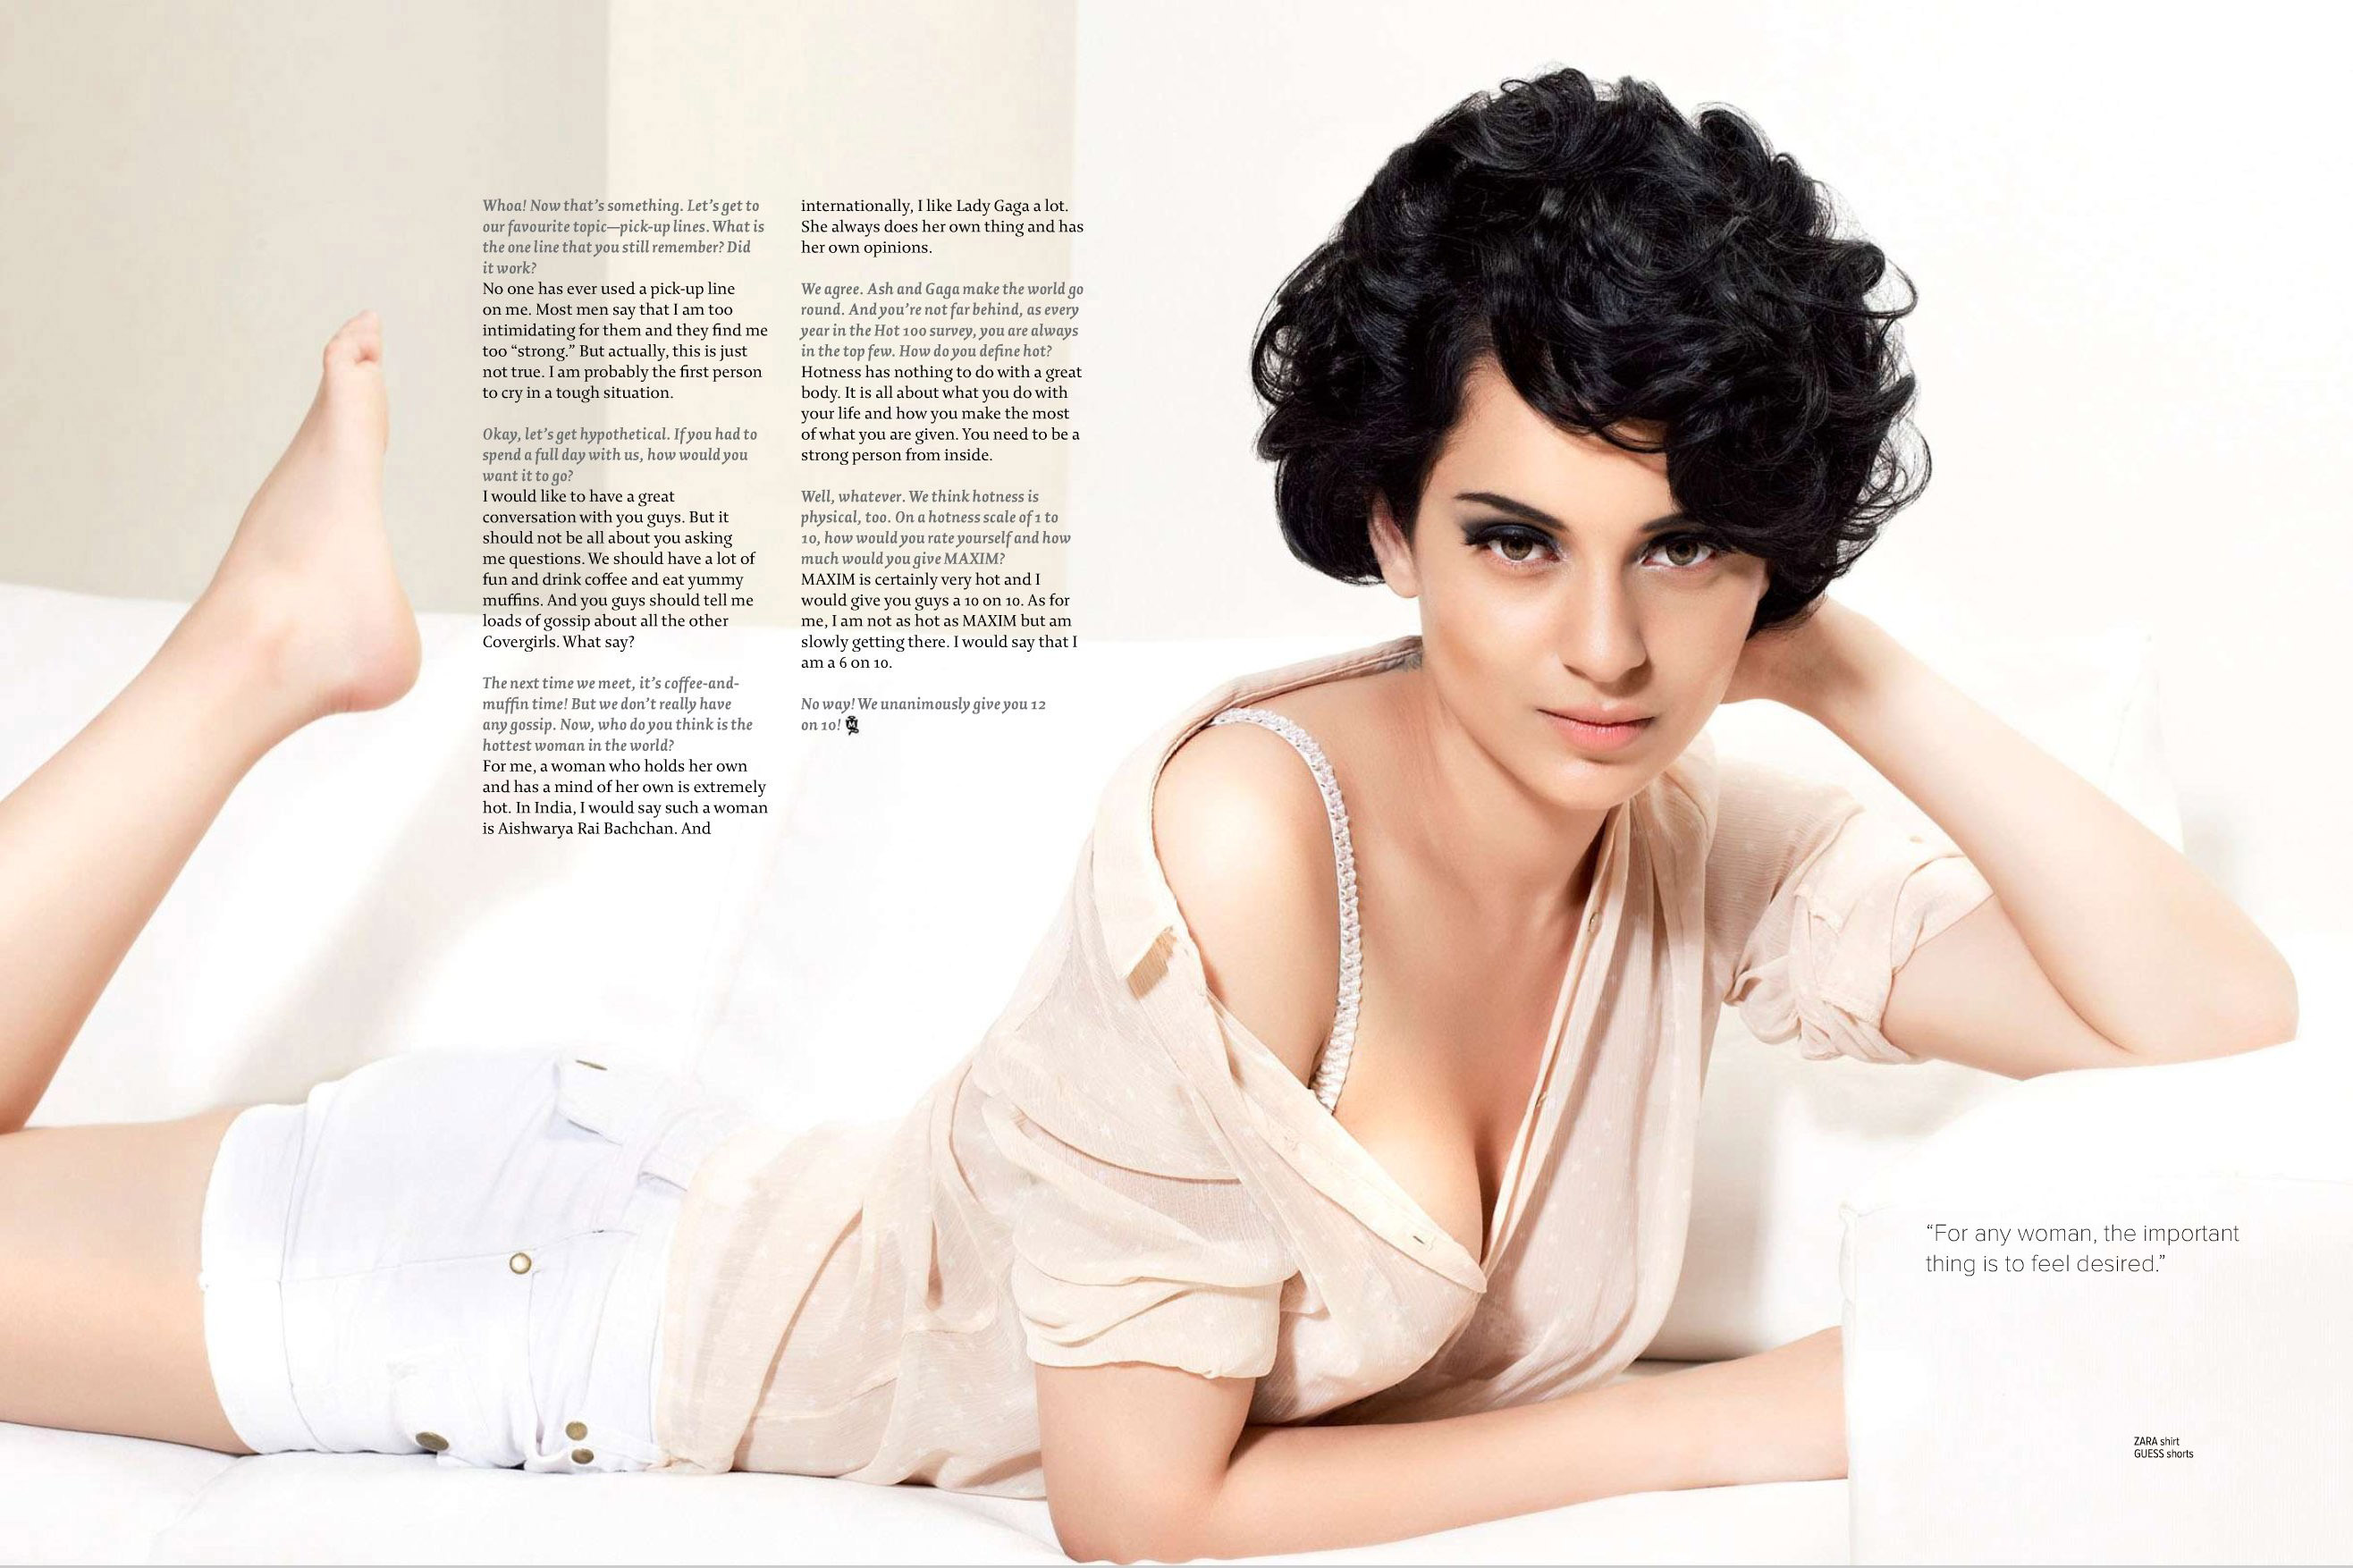 Whoa! Now that’s something. Let’s get to
our favourite topic—pick-up lines. What is
the one line that you still remember? Did
it work?
No one has ever used a pick-up line
on me. Most men say that I am too
intimidating for them and they find me
too “strong.” But actually, this is just
not true. I am probably the first person
to cry in a tough situation.
Okay, let’s get hypothetical. If you had to
spend a full day with us, how would you
want it to go?
I would like to have a great
conversation with you guys. But it
should not be all about you asking
me questions. We should have a lot of
fun and drink coffee and eat yummy
muffins. And you guys should tell me
loads of gossip about all the other
Covergirls. What say?
The next time we meet, it’s coffee-and-
muffin time! But we don’t really have
any gossip. Now, who do you think is the
hottest woman in the world?
For me, a woman who holds her own
and has a mind of her own is extremely
hot. In India, I would say such a woman
is Aishwarya Rai Bachchan. And
internationally, I like Lady Gaga a lot.
She always does her own thing and has
her own opinions.
We agree. Ash and Gaga make the world go
round. And you’re not far behind, as every
year in the Hot 100 survey, you are always
in the top few. How do you define hot?
Hotness has nothing to do with a great
body. It is all about what you do with
your life and how you make the most
of what you are given. You need to be a
strong person from inside.
Well, whatever. We think hotness is
physical, too. On a hotness scale of 1 to
10, how would you rate yourself and how
much would you give MAXIM?
MAXIM is certainly very hot and I
would give you guys a 10 on 10. As for
me, I am not as hot as MAXIM but am
slowly getting there. I would say that I
am a 6 on 10.
No way! We unanimously give you 12
on 10!
“For any woman, the important
thing is to feel desired.”
ZARA shirt
GUESS shorts